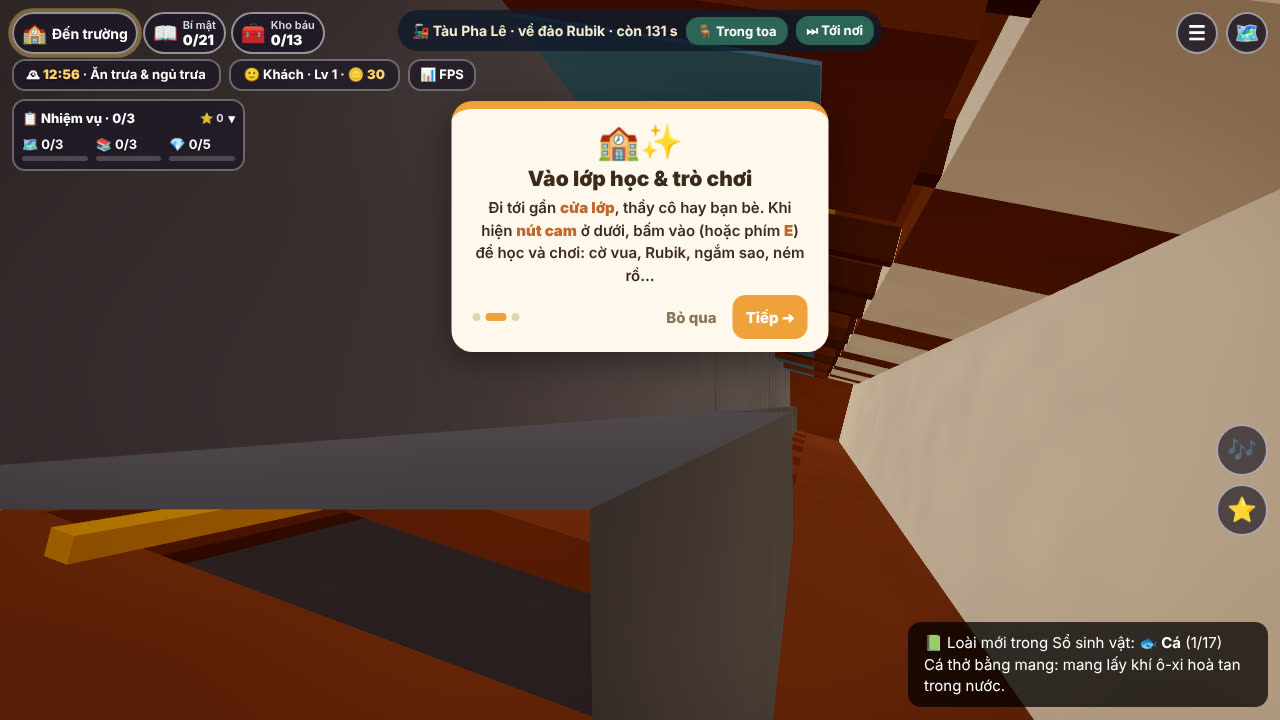 Đến trường
Bí mật
0/21
Kho báu
0/13
Tàu Pha Lê · về đảo Rubik · còn 131 s
Trong toa
Tới nơi
12:56 · Ăn trưa & ngủ trưa
Khách · Lv 1 · 30
FPS
Nhiệm vụ · 0/3
0
0/3
0/3
0/5
Vào lớp học & trò chơi
Đi tới gần cửa lớp, thầy cô hay bạn bè. Khi
hiện nút cam ở dưới, bấm vào (hoặc phím E)
để học và chơi: cờ vua, Rubik, ngắm sao, ném
rổ...
Bỏ qua
Tiếp ➜
Loài mới trong Sổ sinh vật: Cá (1/17)
Cá thở bằng mang: mang lấy khí ô-xi hoà tan
trong nước.